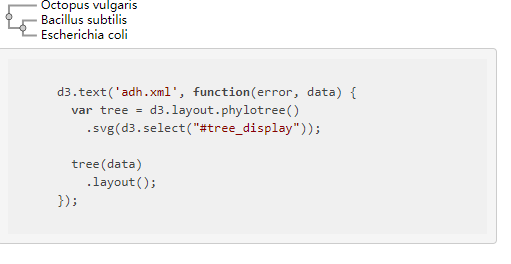 Octopus vulgaris
Bacillus subtilis
Escherichia coli
d3.text('adh.xml', function(error, data) {
  var tree = d3.layout.phylotree()
    .svg(d3.select("#tree_display"));

  tree(data)
    .layout();
});